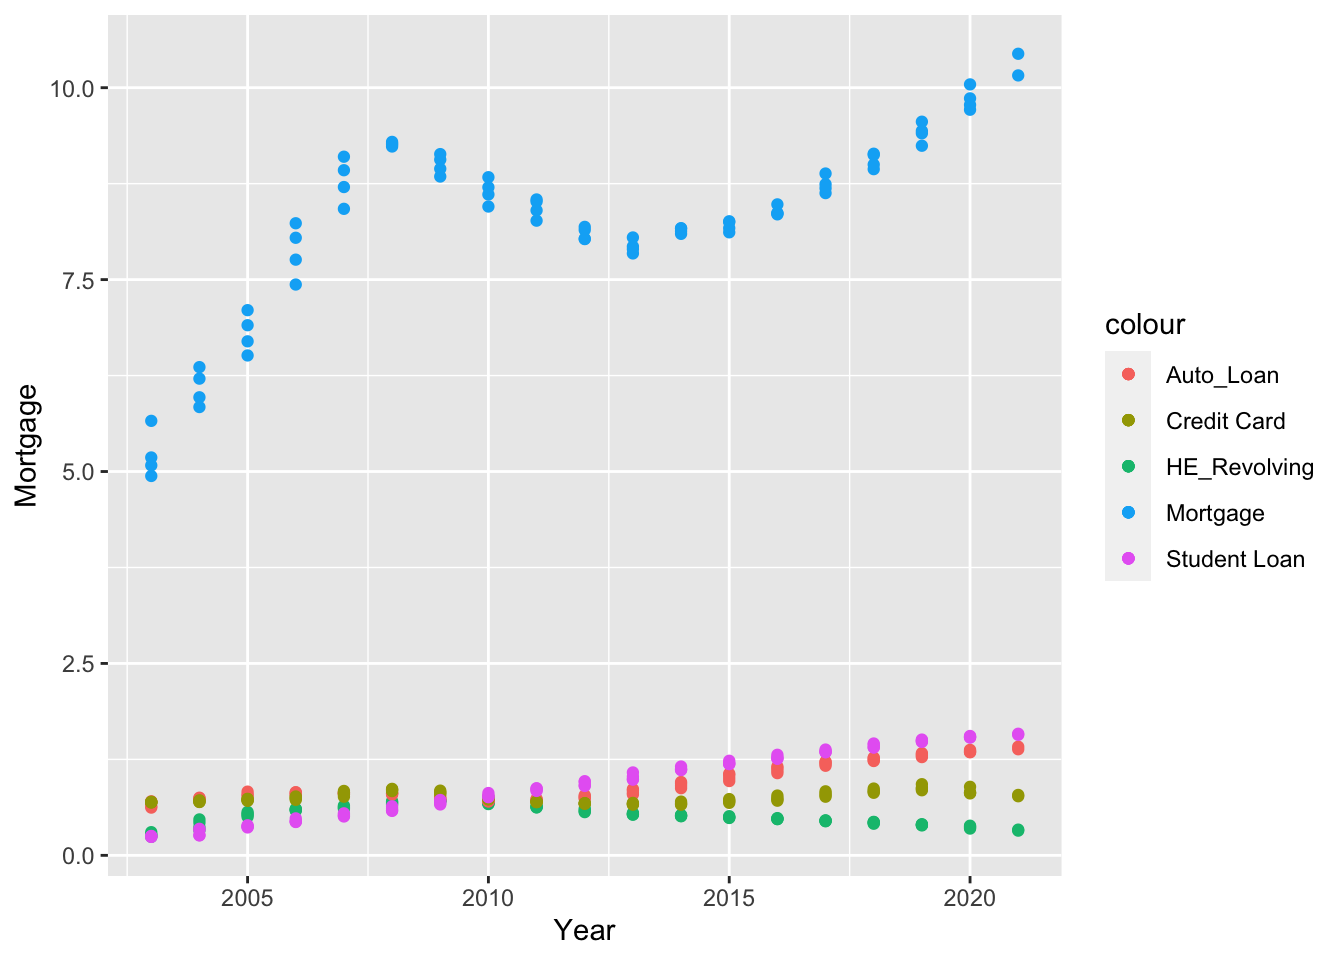 10.0
7.5
5.0
2.5
0.0
Mortgage
2005
2010
2015
2020
Year
colour
Auto_Loan
Credit Card
HE_Revolving
Mortgage
Student Loan